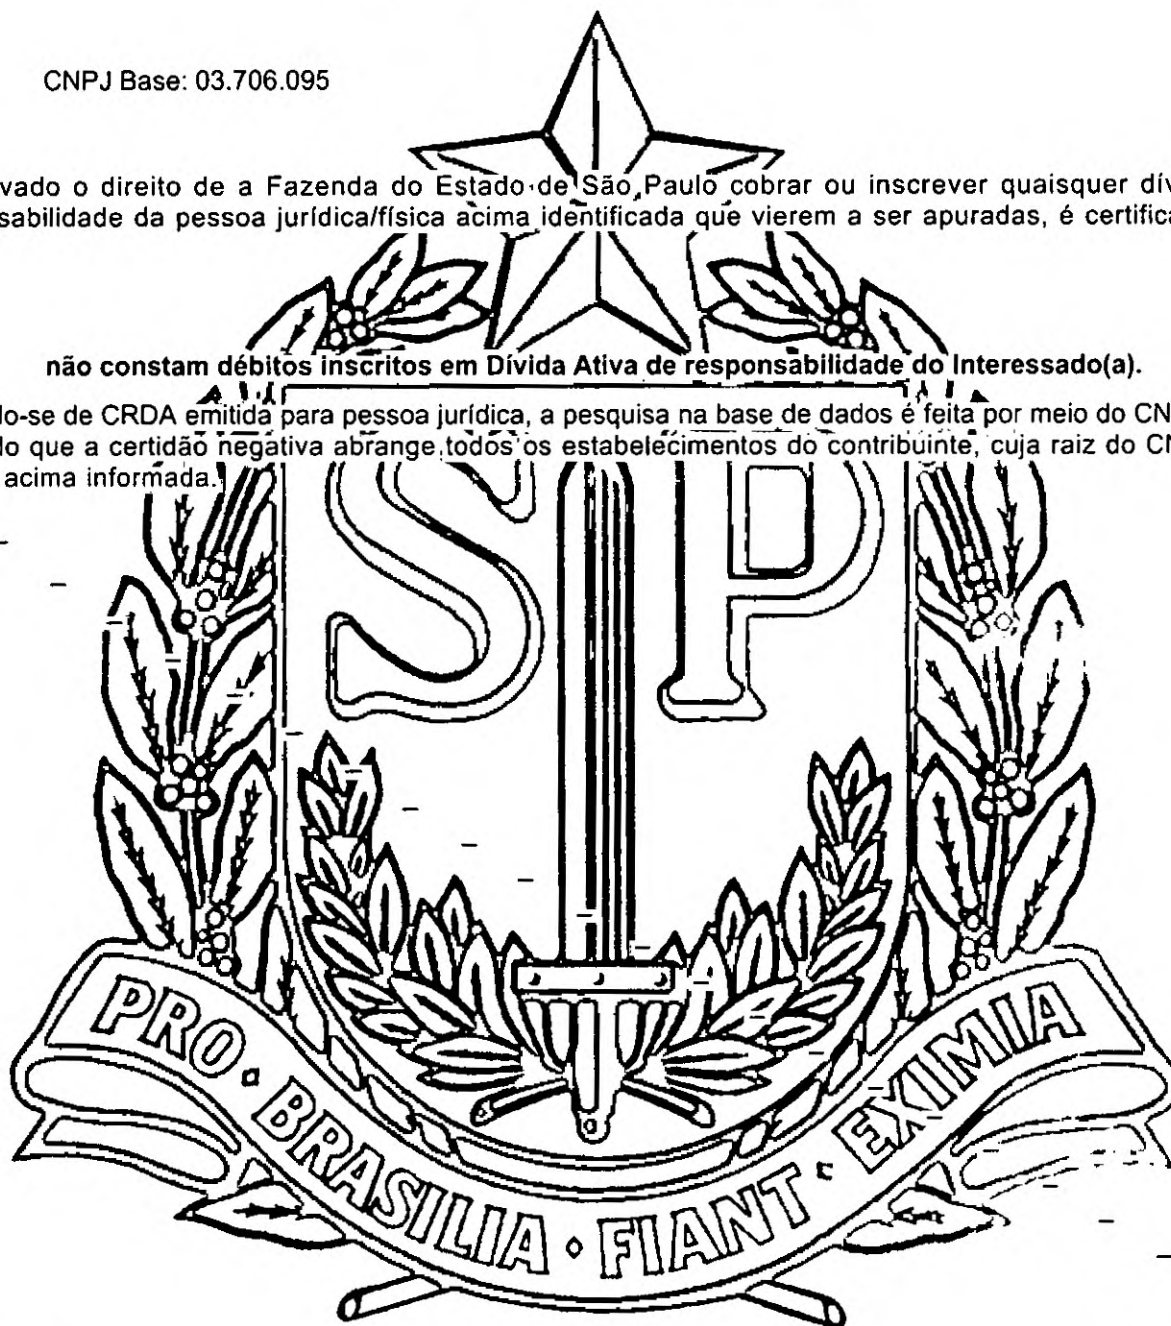 CNPJ Base: 03.706.095
vado o direito de a Fazenda do Estado de São Paulo cobrar ou inscrever quaisquer dív
sabilidade da pessoa jurídica/física acima identificada que vierem a ser apuradas, é certific
não constam débitos inscritos em Dívida Ativa de responsabilidade do Interessado(a).
do-se de CRDA emitida para pessoa jurídica, a pesquisa na base de dados é feita por meio do CN
do que a certidão negativa abrange todos os estabelecimentos do contribuinte, cuja raiz do C
acima informada.
S P
PRO BRASILIA FIANT EXIMIA